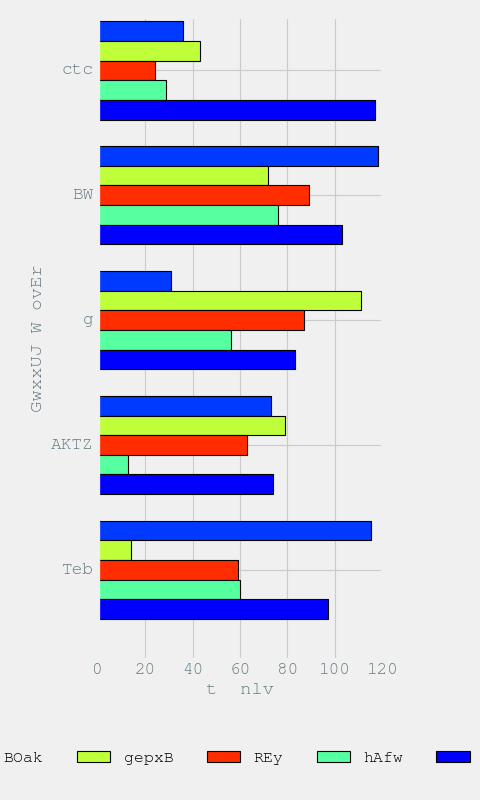 ctc
BW
g
AKTZ
Teb
GwxxUJ W ovEr
0 20 40 60 80 100 120
t nlv
BOak gepxB REy hAfw